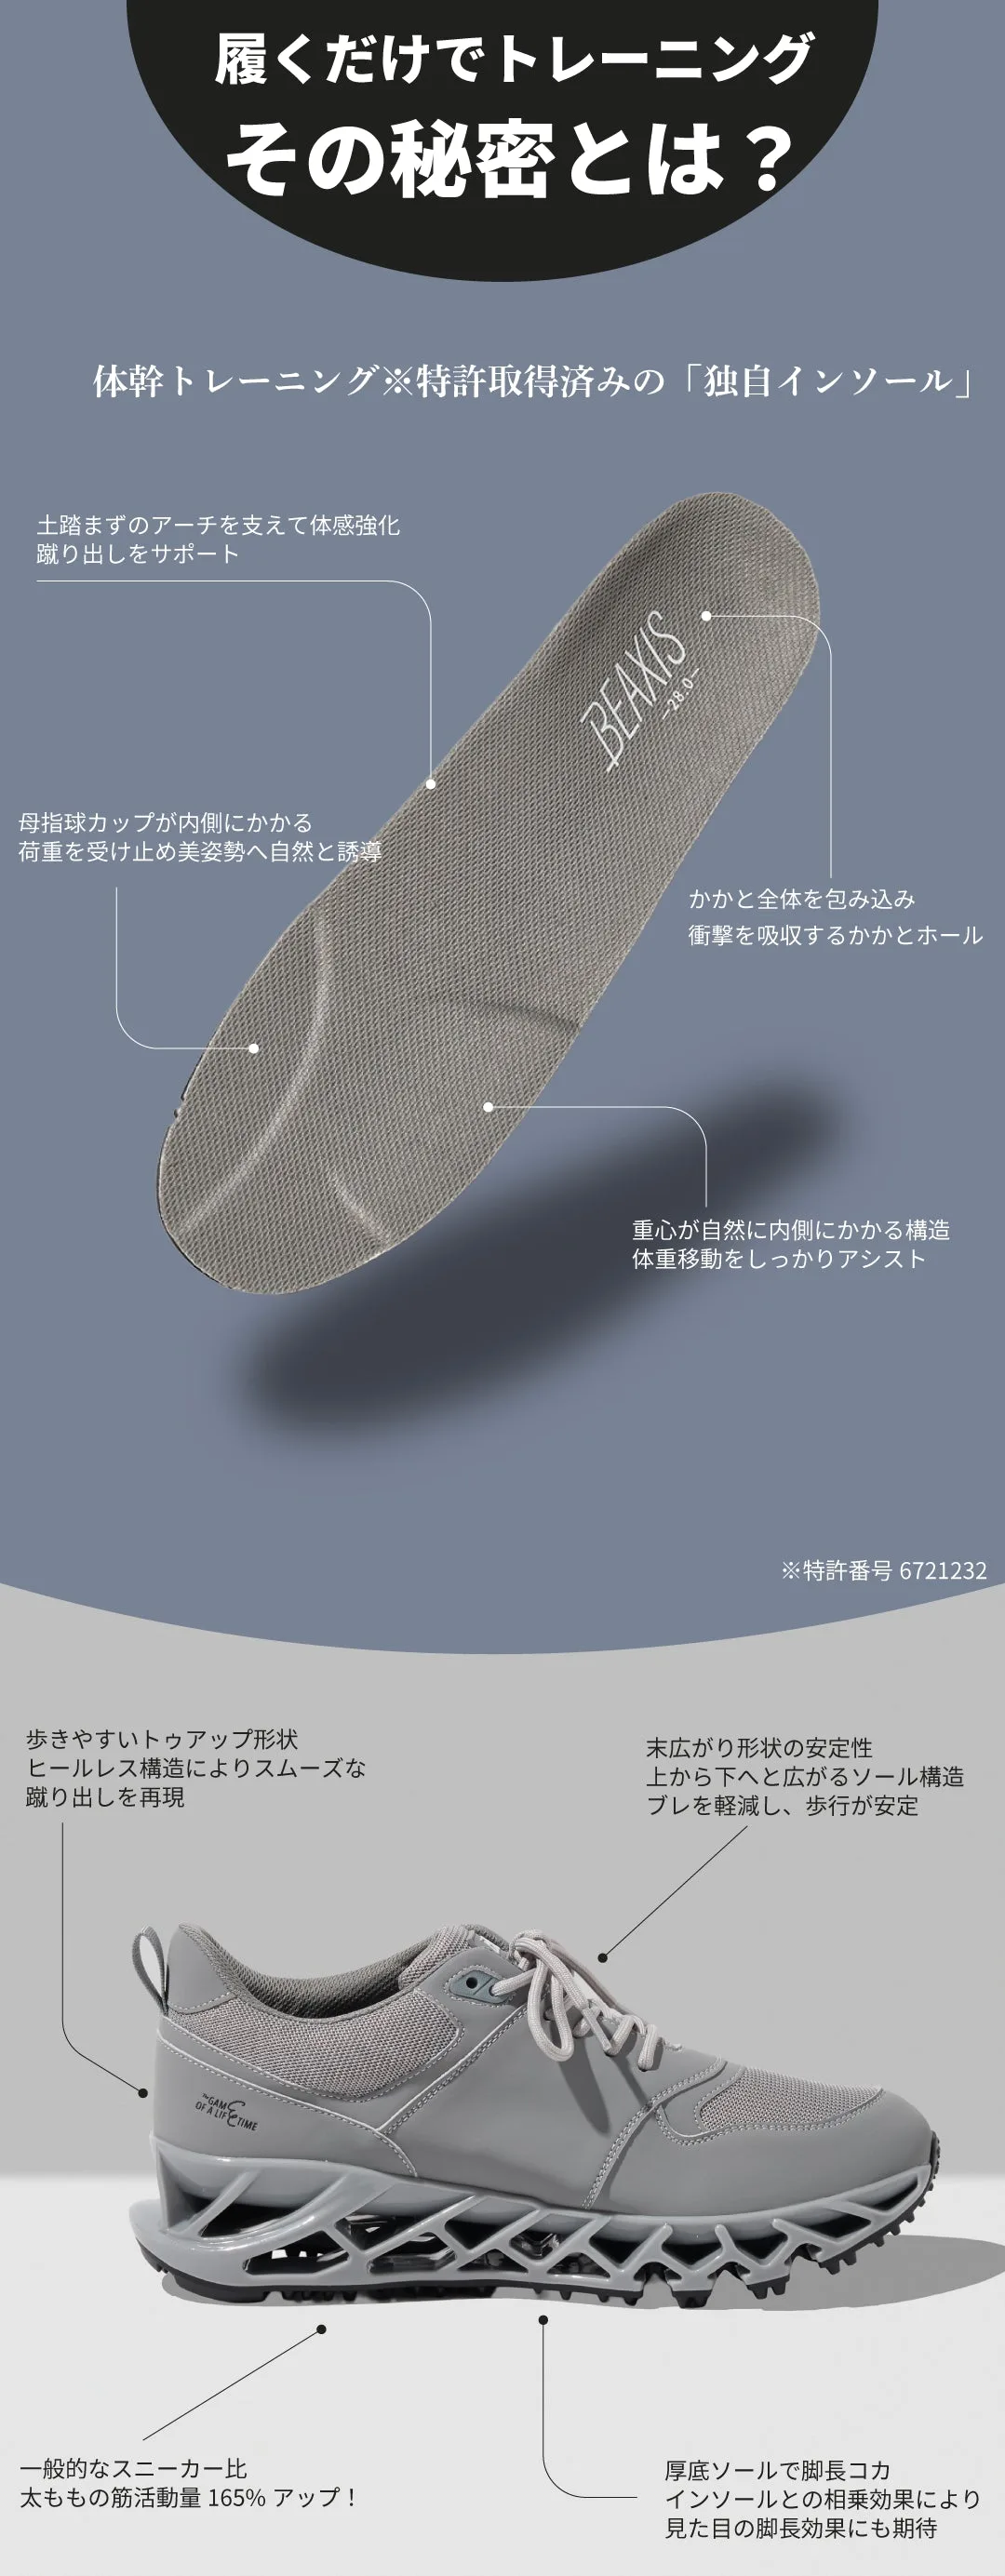 履くだけでトレーニング
その秘密とは？
体幹トレーニング※特許取得済みの「独自インソール」
土踏まずのアーチを支えて体感強化
蹴り出しをサポート
BEAXIS
-28.0-
母指球カップが内側にかかる
荷重を受け止め美姿勢へ自然と誘導
かかと全体を包み込み
衝撃を吸収するかかとホール
重心が自然に内側にかかる構造
体重移動をしっかりアシスト
※特許番号 6721232
歩きやすいトゥアップ形状
ヒールレス構造によりスムーズな
蹴り出しを再現
末広がり形状の安定性
上から下へと広がるソール構造
ブレを軽減し、歩行が安定
The GAME
OF A LIFETIME
一般的なスニーカー比
太ももの筋活動量 165% アップ！
厚底ソールで脚長コカ
インソールとの相乗効果により
見た目の脚長効果にも期待